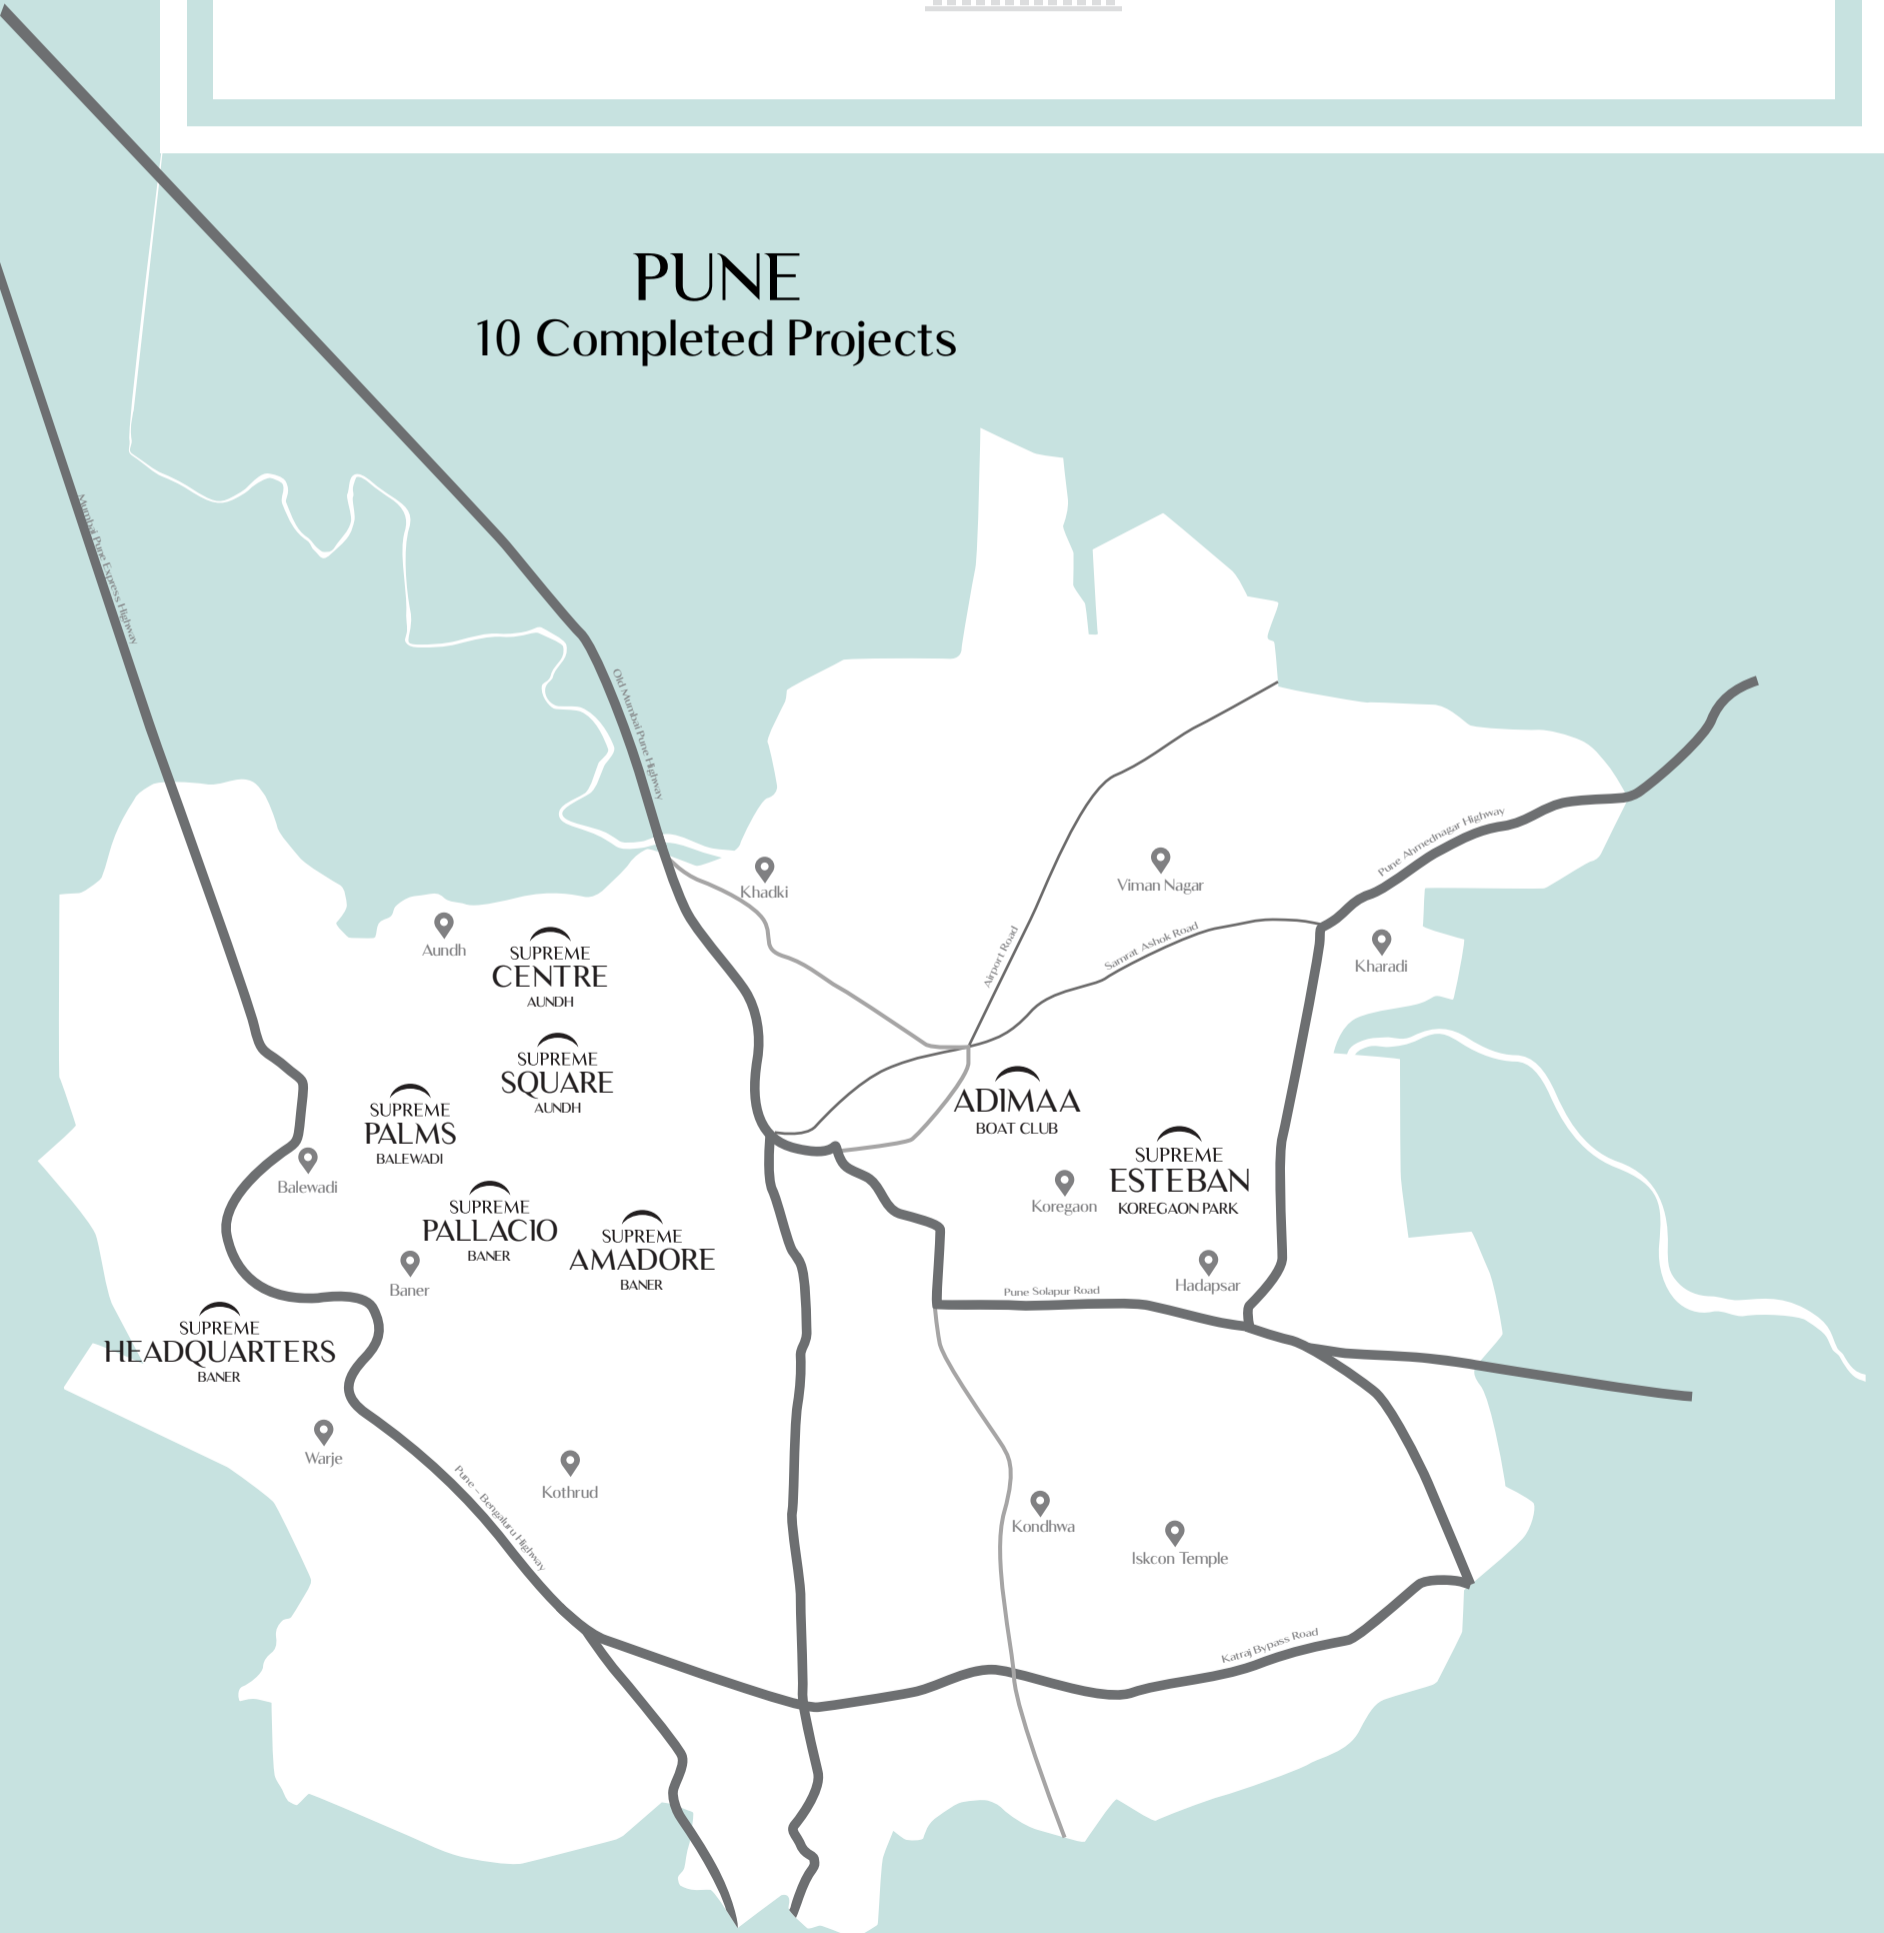 PUNE
10 Completed Projects
Mumbai Pune Express Highway
Old Mumbai Pune Highway
Khadki
Viman Nagar
Pune Ahmednagar Highway
Aundh
SUPREME
CENTRE
AUNDH
Airport Road
Samrat Ashok Road
Kharadi
SUPREME
SQUARE
AUNDH
SUPREME
PALMS
BALEWADI
ADIMAA
BOAT CLUB
Balewadi
SUPREME
ESTEBAN
KOREGAON PARK
Koregaon
SUPREME
PALLACIO
BANER
SUPREME
AMADORE
BANER
Baner
Hadapsar
Pune Solapur Road
SUPREME
HEADQUARTERS
BANER
Warje
Pune - Bengaluru Highway
Kothrud
Kondhwa
Iskcon Temple
Katraj Bypass Road